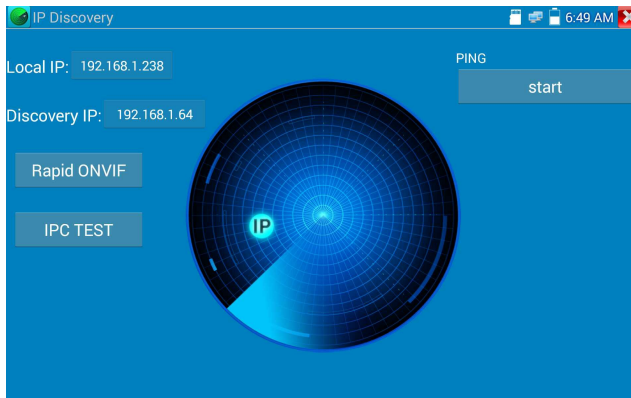 IP Discovery
6:49 AM
Local IP: 192.168.1.238
PING
start
Discovery IP: 192.168.1.64
Rapid ONVIF
IP
IPC TEST